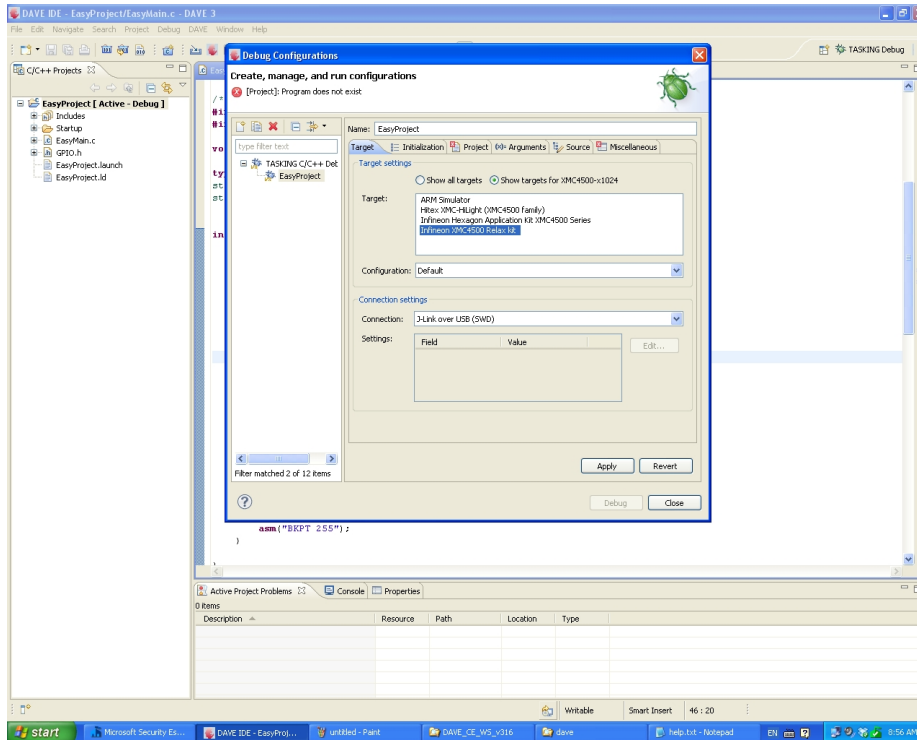 DAVE IDE - EasyProject/EasyMain.c - DAVE 3
File Edit Navigate Search Project Debug DAVE Window Help
TASKING Debug
C/C++ Projects
EasyProject [ Active - Debug ]
Includes
Startup
EasyMain.c
GPIO.h
EasyProject.launch
EasyProject.ld
Debug Configurations
Create, manage, and run configurations
[Project]: Program does not exist
type filter text
TASKING C/C++ Det
EasyProject
Filter matched 2 of 12 items
Name: EasyProject
Target Initialization Project Arguments Source Miscellaneous
Target settings
Show all targets Show targets for XMC4500-x1024
Target:
ARM Simulator
Hitex XMC-HiLight (XMC4500 family)
Infineon Hexagon Application Kit XMC4500 Series
Infineon XMC4500 Relax kit
Configuration: Default
Connection settings
Connection: J-Link over USB (SWD)
Settings: Field Value
Edit...
Apply Revert
Debug Close
asm("BKPT 255");
}
Active Project Problems Console Properties
0 items
Description Resource Path Location Type
Writable Smart Insert 46 : 20
start Microsoft Security Es... DAVE IDE - EasyProj... untitled - Paint DAVE_CE_WS_v316 dave help.txt - Notepad EN 8:56 AM